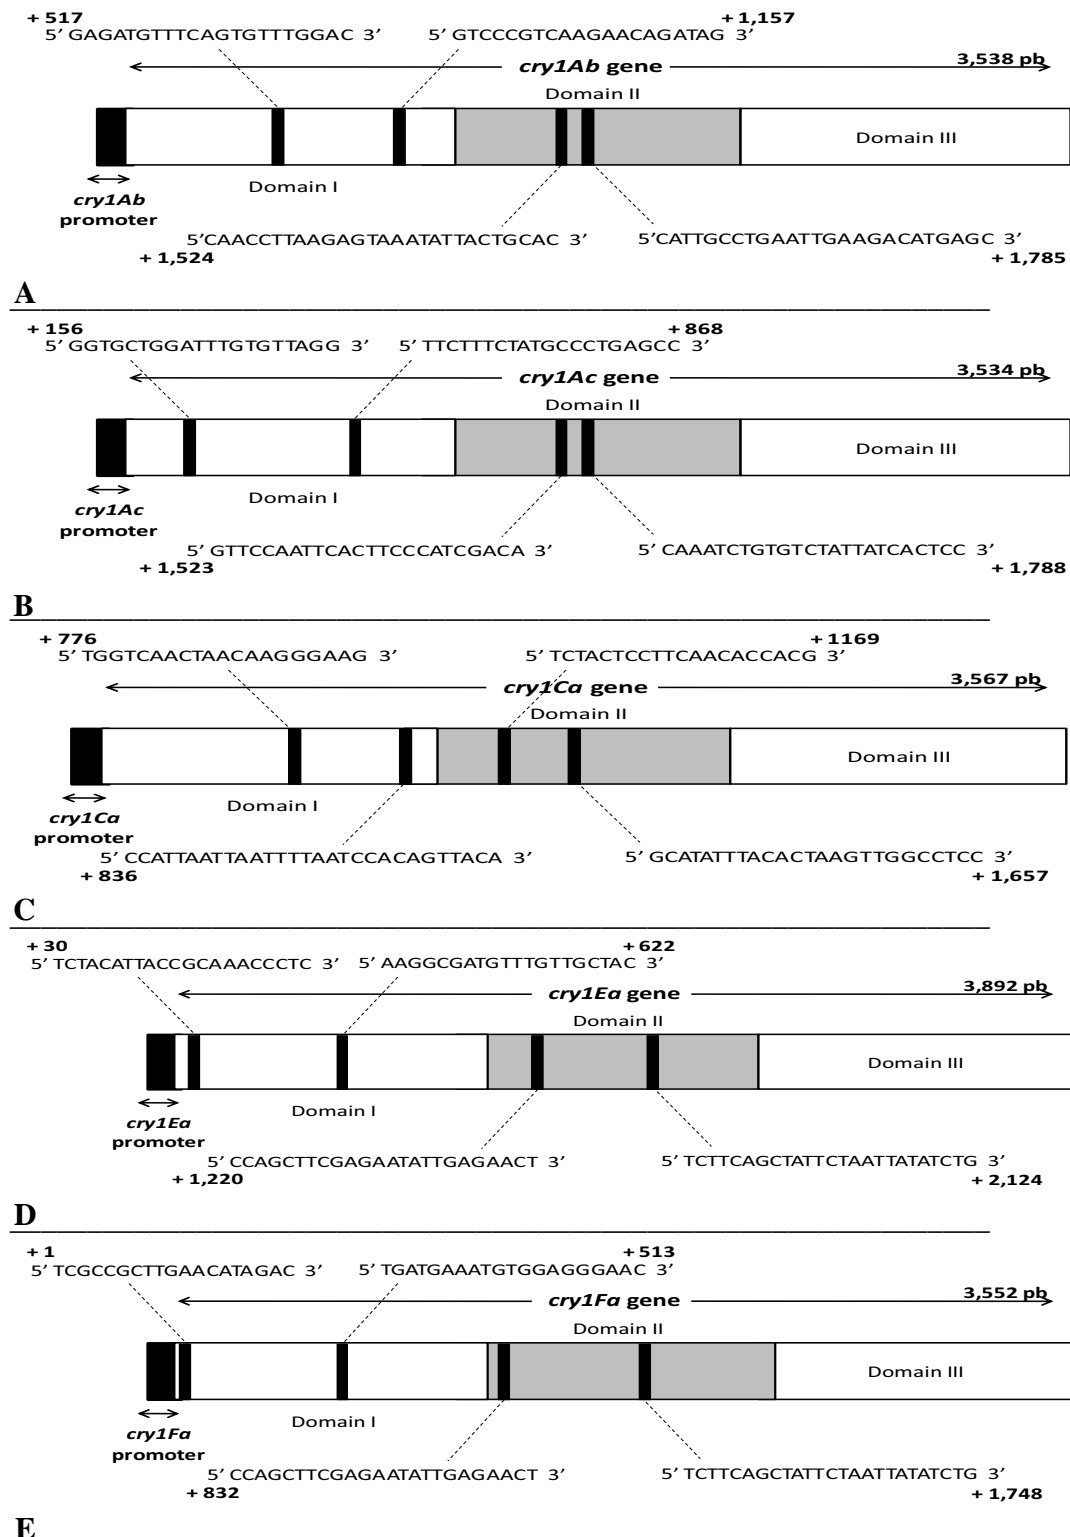 + 517 + 1,157
5’ GAGATGTTTCAGTGTTTGGAC 3’ 5’ GTCCCGTCAAGAACAGATAG 3’
cry1Ab gene 3,538 pb
Domain II
Domain III
Domain I
cry1Ab
promoter
5’CAACCTTAAGAGTAAATATTACTGCAC 3’ 5’CATTGCCTGAATTGAAGACATGAGC 3’
+ 1,524 + 1,785
A
+ 156 + 868
5’ GGTGCTGGATTTGTGTTAGG 3’ 5’ TTCTTTCTATGCCCTGAGCC 3’
cry1Ac gene 3,534 pb
Domain II
Domain III
Domain I
cry1Ac
promoter
5’ GTTCCAATTCACTTCCCATCGACA 3’ 5’ CAAATCTGTGTCTATTATCACTCC 3’
+ 1,523 + 1,788
B
+ 776 + 1169
5’ TGGTCAACTAACAAGGGAAG 3’ 5’ TCTACTCCTTCAACACCACG 3’
cry1Ca gene 3,567 pb
Domain II
Domain III
Domain I
cry1Ca
promoter
5’ CCATTAATTAATTTTAATCCACAGTTACA 3’ 5’ GCATATTTACACTAAGTTGGCCTCC 3’
+ 836 + 1,657
C
+ 30 + 622
5’ TCTACATTACCGCAAACCCTC 3’ 5’ AAGGCGATGTTTGTTGCTAC 3’
cry1Ea gene 3,892 pb
Domain II
Domain III
Domain I
cry1Ea
promoter
5’ CCAGCTTCGAGAATATTGAGAACT 3’ 5’ TCTTCAGCTATTCTAATTATATCTG 3’
+ 1,220 + 2,124
D
+ 1 + 513
5’ TCGCCGCTTGAACATAGAC 3’ 5’ TGATGAAATGTGGAGGGAAC 3’
cry1Fa gene 3,552 pb
Domain II
Domain III
Domain I
cry1Fa
promoter
5’ CCAGCTTCGAGAATATTGAGAACT 3’ 5’ TCTTCAGCTATTCTAATTATATCTG 3’
+ 832 + 1,748
E